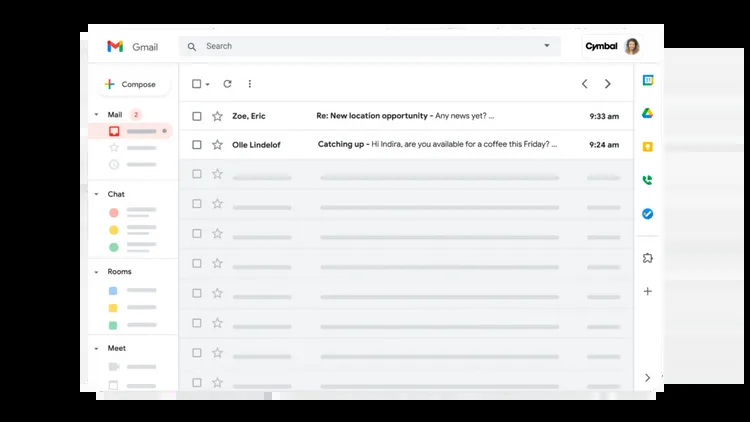 Gmail
Search
Cymbal
Compose
Mail 2
Zoe, Eric Re: New location opportunity - Any news yet? ... 9:33 am
Olle Lindelof Catching up - Hi Indira, are you available for a coffee this Friday? ... 9:24 am
Chat
Rooms
Meet